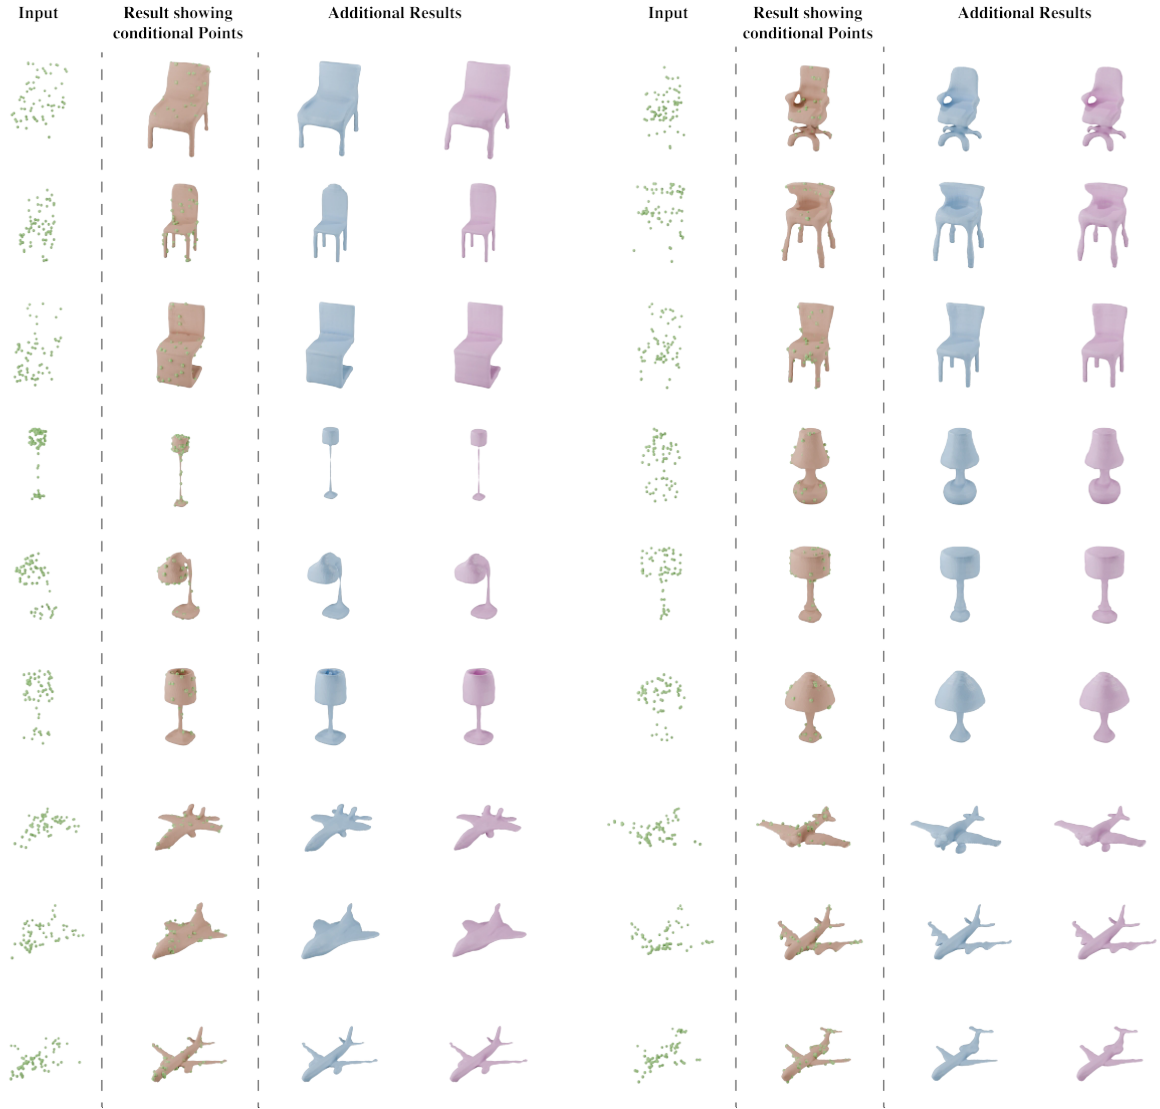 Input
Result showing
conditional Points
Additional Results
Input
Result showing
conditional Points
Additional Results